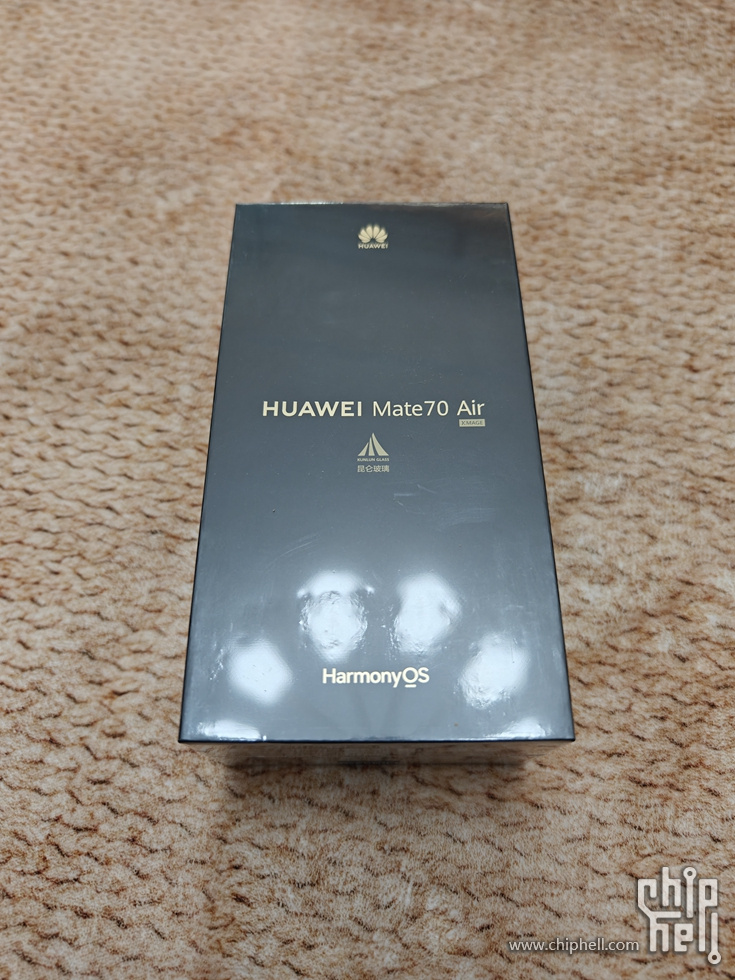 HUAWEI
HUAWEI Mate70 Air
XMAGE
KUNLUN GLASS
昆仑玻璃
HarmonyOS
www.chiphell.com
chip hell